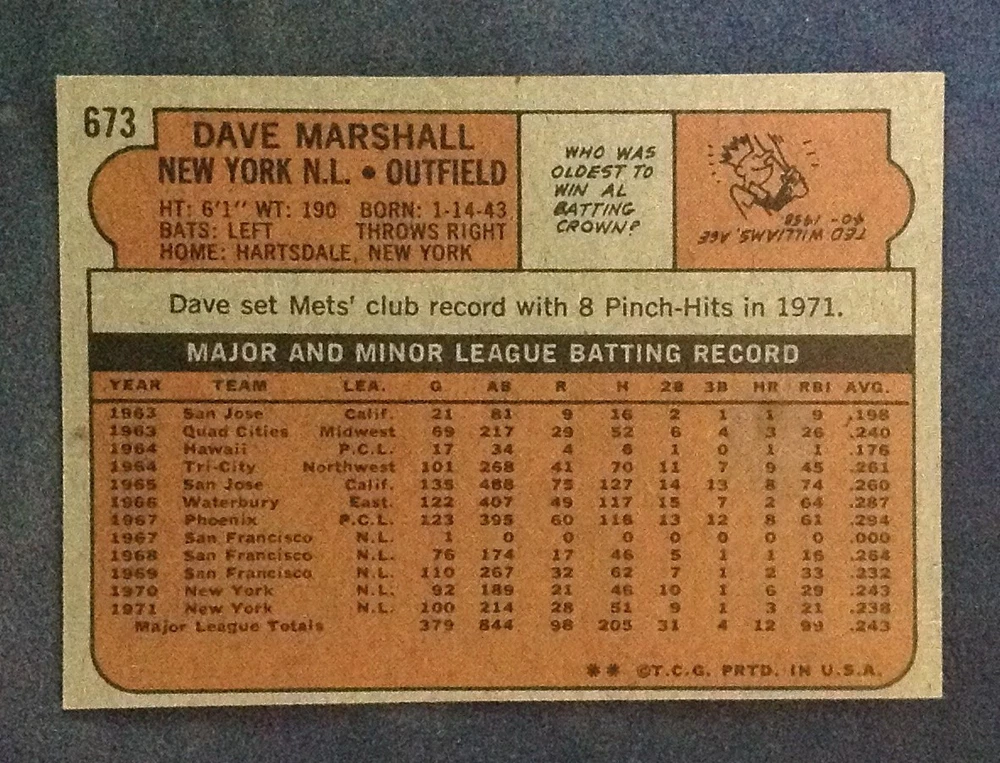 673
DAVE MARSHALL
NEW YORK N.L. • OUTFIELD
HT: 6'1" WT: 190 BORN: 1-14-43
BATS: LEFT THROWS RIGHT
HOME: HARTSDALE, NEW YORK
WHO WAS
OLDEST TO
WIN AL
BATTING
CROWN?
TED WILLIAMS, AGE
40 - 1958
Dave set Mets' club record with 8 Pinch-Hits in 1971.
MAJOR AND MINOR LEAGUE BATTING RECORD
YEAR TEAM LEA. G AB R H 2B 3B HR RBI AVG.
1963 San Jose Calif. 21 81 9 16 2 1 1 9 .198
1963 Quad Cities Midwest 69 217 29 52 6 4 3 26 .240
1964 Hawaii P.C.L. 17 34 4 6 1 0 1 1 .176
1964 Tri-City Northwest 101 268 41 70 11 7 9 45 .261
1965 San Jose Calif. 135 488 75 127 14 13 8 74 .260
1966 Waterbury East. 122 407 49 117 15 7 2 64 .287
1967 Phoenix P.C.L. 123 395 60 116 13 12 8 61 .294
1967 San Francisco N.L. 1 0 0 0 0 0 0 0 .000
1968 San Francisco N.L. 76 174 17 46 5 1 1 16 .264
1969 San Francisco N.L. 110 267 32 62 7 1 2 33 .232
1970 New York N.L. 92 189 21 46 10 1 6 29 .243
1971 New York N.L. 100 214 28 51 9 1 3 21 .238
Major League Totals 379 844 98 205 31 4 12 99 .243
** ©T.C.G. PRTD. IN U.S.A.